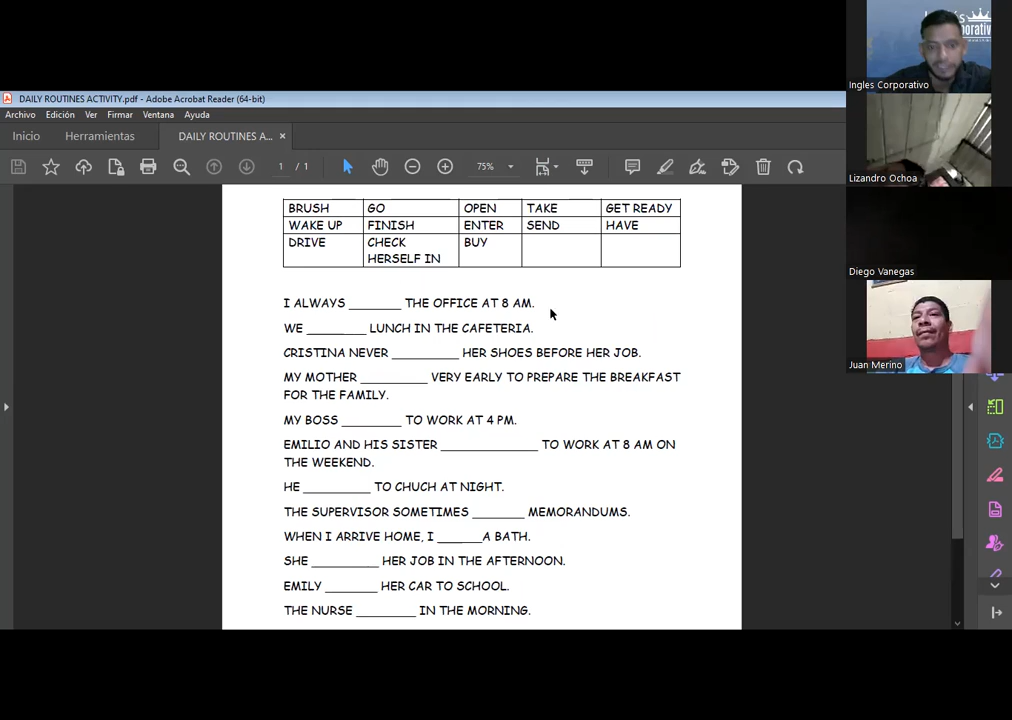 DAILY ROUTINES ACTIVITY.pdf - Adobe Acrobat Reader (64-bit)
Archivo Edición Ver Firmar Ventana Ayuda
Inicio Herramientas DAILY ROUTINES A... ×
1 / 1 75%
BRUSH GO OPEN TAKE GET READY
WAKE UP FINISH ENTER SEND HAVE
DRIVE CHECK BUY
HERSELF IN
I ALWAYS _______ THE OFFICE AT 8 AM.
WE ________ LUNCH IN THE CAFETERIA.
CRISTINA NEVER _________ HER SHOES BEFORE HER JOB.
MY MOTHER _________ VERY EARLY TO PREPARE THE BREAKFAST
FOR THE FAMILY.
MY BOSS ________ TO WORK AT 4 PM.
EMILIO AND HIS SISTER _____________ TO WORK AT 8 AM ON
THE WEEKEND.
HE _________ TO CHUCH AT NIGHT.
THE SUPERVISOR SOMETIMES _______ MEMORANDUMS.
WHEN I ARRIVE HOME, I ______A BATH.
SHE _________ HER JOB IN THE AFTERNOON.
EMILY _______ HER CAR TO SCHOOL.
THE NURSE ________ IN THE MORNING.
Ingles Corporativo
Lizandro Ochoa
Diego Vanegas
Juan Merino